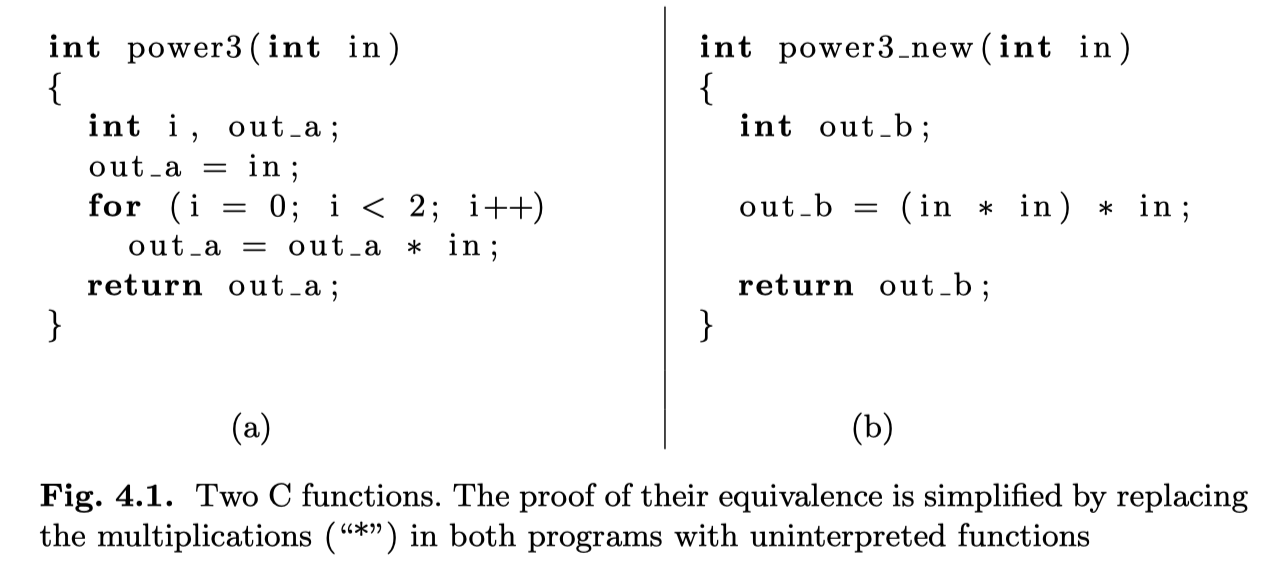 int power3(int in)
{
int i, out_a;
out_a = in;
for (i = 0; i < 2; i++)
out_a = out_a * in;
return out_a;
}
(a)
int power3_new(int in)
{
int out_b;
out_b = (in * in) * in;
return out_b;
}
(b)
Fig. 4.1. Two C functions. The proof of their equivalence is simplified by replacing
the multiplications (“*”) in both programs with uninterpreted functions